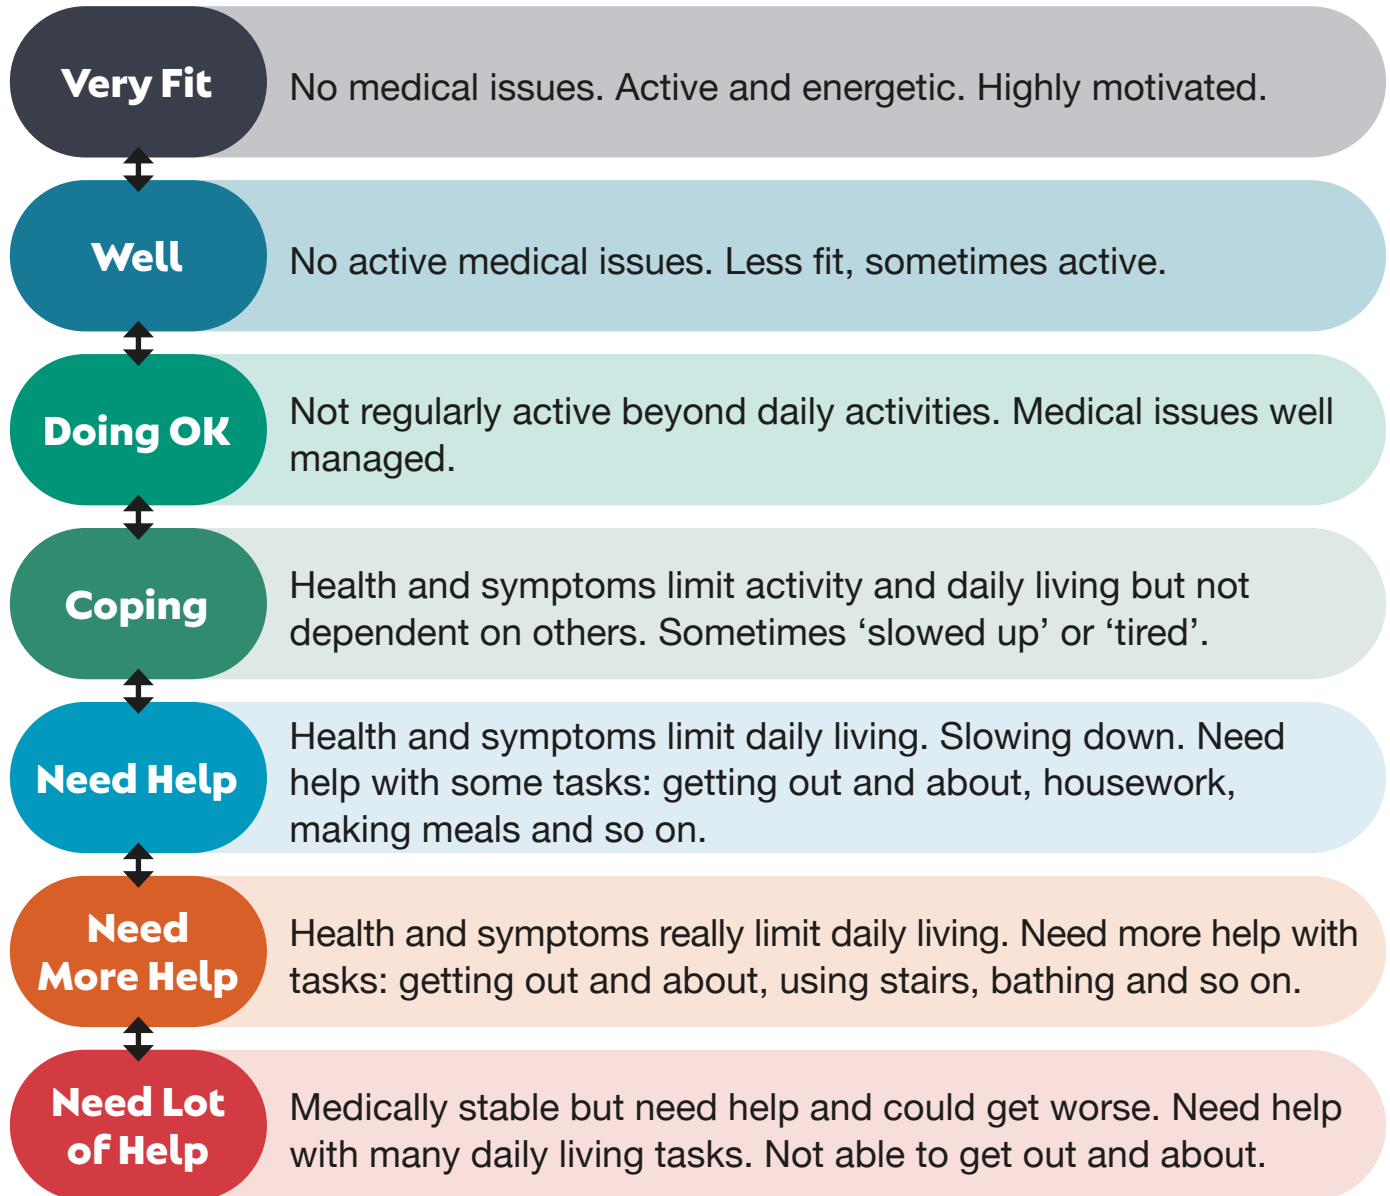 Very Fit
No medical issues. Active and energetic. Highly motivated.
Well
No active medical issues. Less fit, sometimes active.
Doing OK
Not regularly active beyond daily activities. Medical issues well
managed.
Coping
Health and symptoms limit activity and daily living but not
dependent on others. Sometimes ‘slowed up’ or ‘tired’.
Need Help
Health and symptoms limit daily living. Slowing down. Need
help with some tasks: getting out and about, housework,
making meals and so on.
Need
More Help
Health and symptoms really limit daily living. Need more help with
tasks: getting out and about, using stairs, bathing and so on.
Need Lot
of Help
Medically stable but need help and could get worse. Need help
with many daily living tasks. Not able to get out and about.